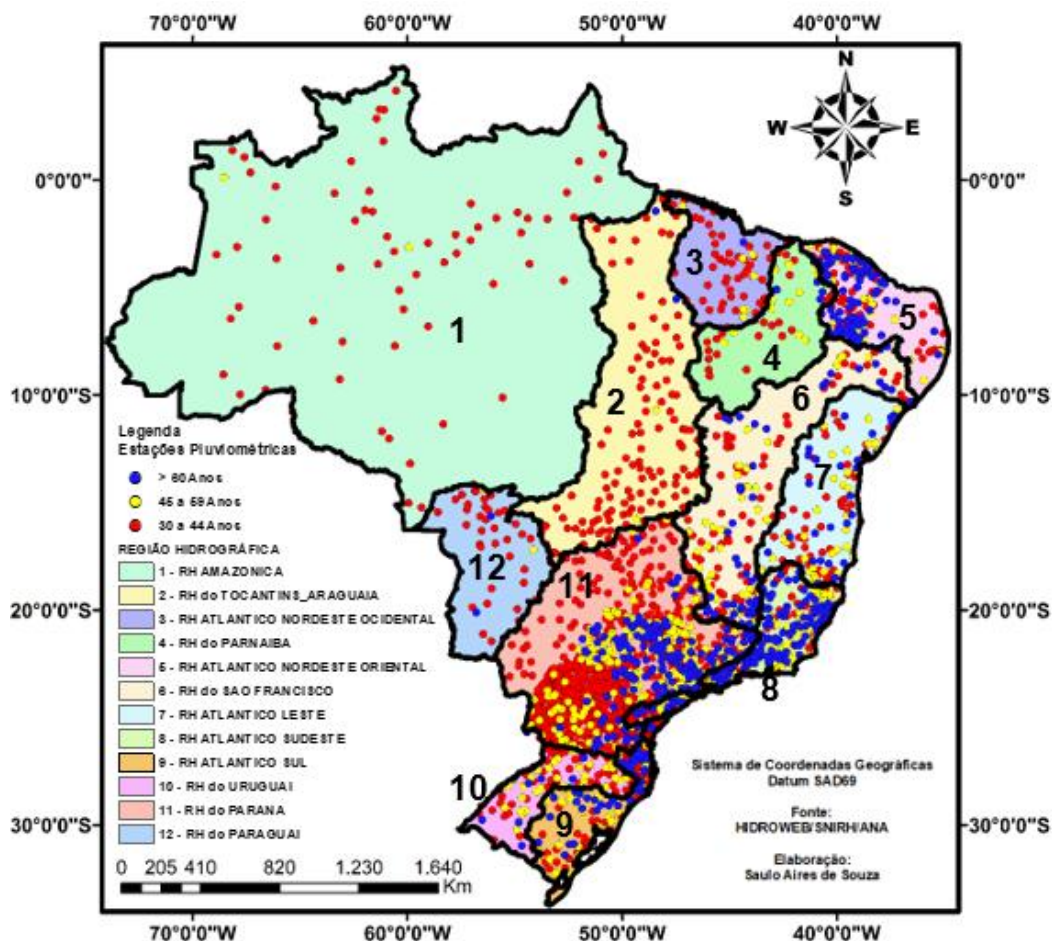 70°0'0"W 60°0'0"W 50°0'0"W 40°0'0"W
N
W E
S
0°0'0" 0°0'0"
10°0'0"S 10°0'0"S
20°0'0"S 20°0'0"S
30°0'0"S 30°0'0"S
1
2
3
4
5
6
7
8
9
10
11
12
Legenda
Estações Pluviométricas
> 60 Anos
45 a 59 Anos
30 a 44 Anos
REGIÃO HIDROGRÁFICA
1 - RH AMAZONICA
2 - RH do TOCANTINS_ARAGUAIA
3 - RH ATLANTICO NORDESTE OCIDENTAL
4 - RH do PARNAIBA
5 - RH ATLANTICO NORDESTE ORIENTAL
6 - RH do SAO FRANCISCO
7 - RH ATLANTICO LESTE
8 - RH ATLANTICO SUDESTE
9 - RH ATLANTICO SUL
10 - RH do URUGUAI
11 - RH do PARANA
12 - RH do PARAGUAI
0 205 410 820 1.230 1.640
Km
Sistema de Coordenadas Geográficas
Datum SAD69
Fonte:
HIDROWEB/SNIRH/ANA
Elaboração:
Saulo Aires de Souza
70°0'0"W 60°0'0"W 50°0'0"W 40°0'0"W